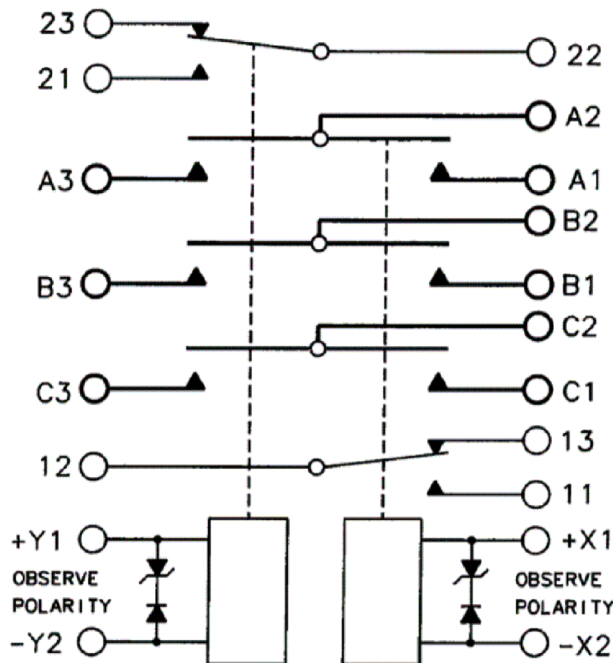 23
22
21
A2
A3
A1
B2
B3
B1
C2
C3
C1
13
12
11
+Y1
+X1
OBSERVE
POLARITY
OBSERVE
POLARITY
-Y2
-X2